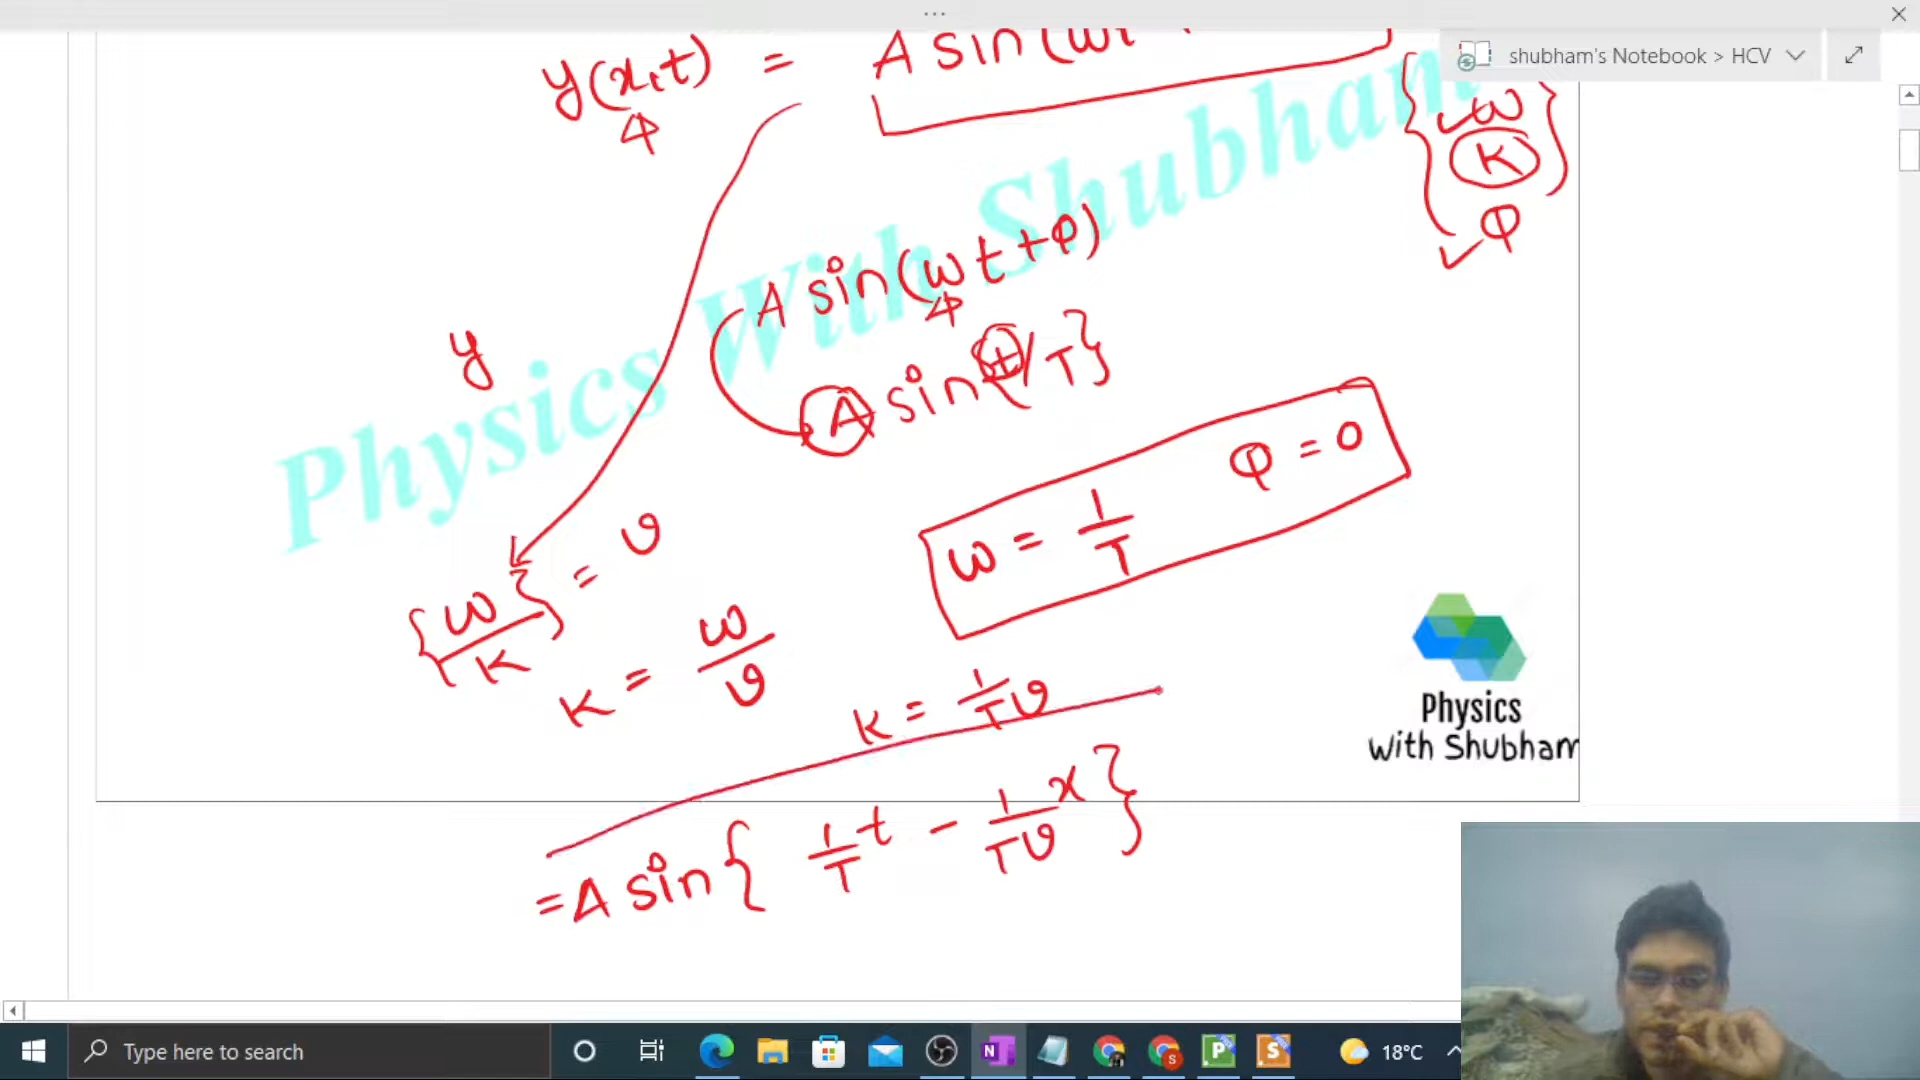 ...
shubham's Notebook > HCV
y(x,t) = A sin(ωt
ω
K
φ
A sin(ωt+φ)
y
A sin{t/T}
Physics With Shubham
φ = 0
ω = 1/T
{ω/K} = v
K = ω/v
K = 1/Tv
Physics
with Shubham
= A sin{ 1/T t - 1/Tv x }
Type here to search
18°C